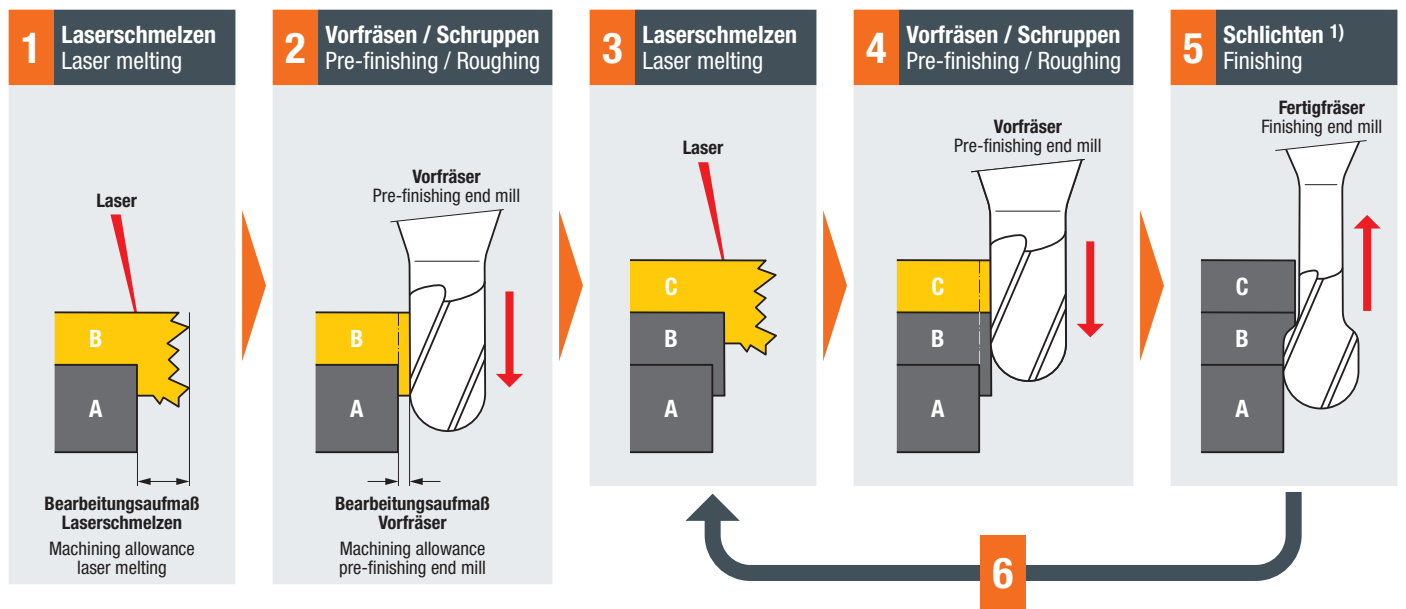 1
Laserschmelzen
Laser melting
Laser
B
A
Bearbeitungsaufmaß
Laserschmelzen
Machining allowance
laser melting
2
Vorfräsen / Schruppen
Pre-finishing / Roughing
Vorfräser
Pre-finishing end mill
B
A
Bearbeitungsaufmaß
Vorfräser
Machining allowance
pre-finishing end mill
3
Laserschmelzen
Laser melting
Laser
C
B
A
4
Vorfräsen / Schruppen
Pre-finishing / Roughing
Vorfräser
Pre-finishing end mill
C
B
A
5
Schlichten 1)
Finishing
Fertigfräser
Finishing end mill
C
B
A
6